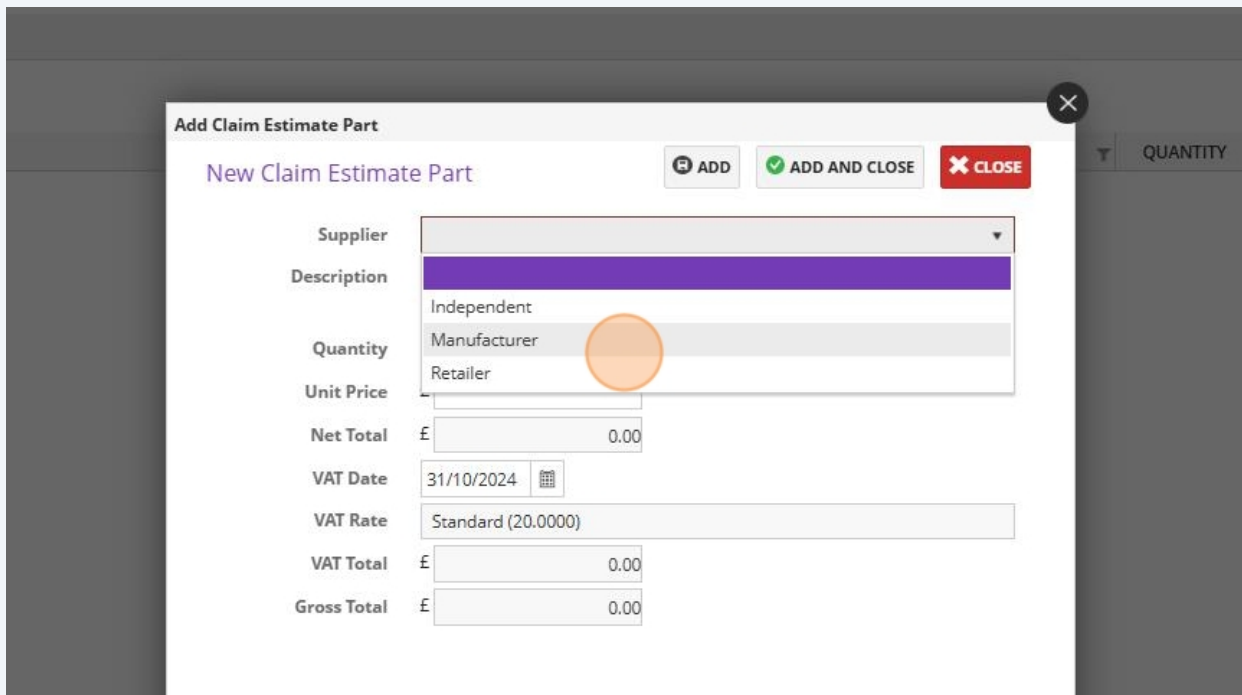 Add Claim Estimate Part
QUANTITY
New Claim Estimate Part
ADD
ADD AND CLOSE
CLOSE
Supplier
Description
Independent
Manufacturer
Retailer
Quantity
Unit Price £
Net Total £ 0.00
VAT Date 31/10/2024
VAT Rate Standard (20.0000)
VAT Total £ 0.00
Gross Total £ 0.00